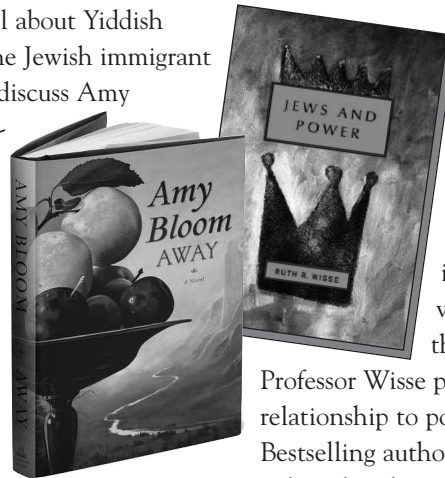 l about Yiddish
he Jewish immigrant
discuss Amy
JEWS AND
POWER
RUTH R. WISSE
Amy
Bloom
AWAY
A Novel
AMY BLOOM AWAY
i
v
th
Professor Wisse p
relationship to po
Bestselling autho